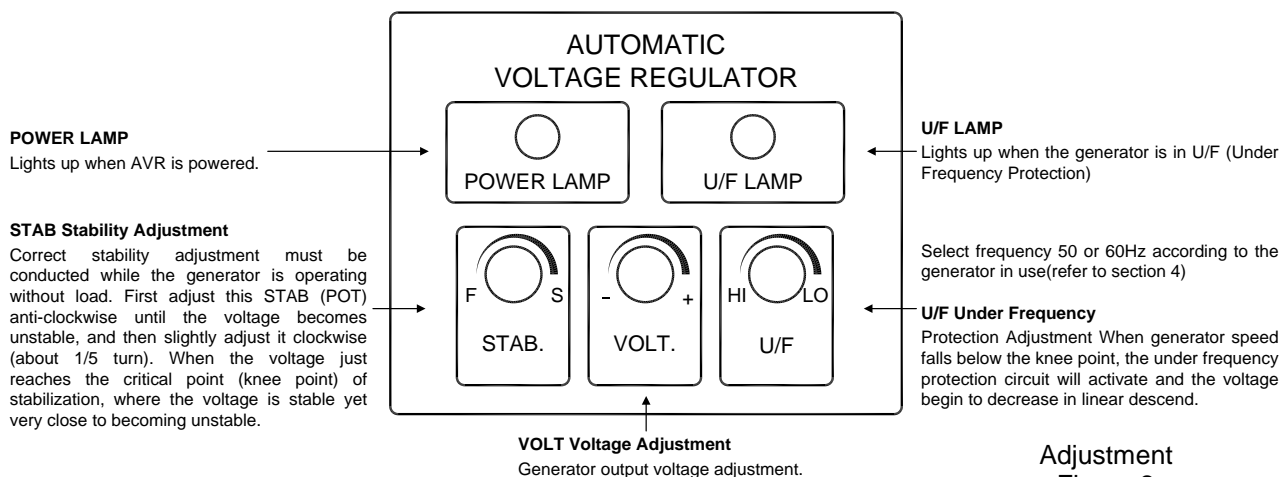 AUTOMATIC
VOLTAGE REGULATOR
POWER LAMP
U/F LAMP
F
S
STAB.
-
+
VOLT.
HI
LO
U/F
POWER LAMP
Lights up when AVR is powered.
STAB Stability Adjustment
Correct stability adjustment must be
conducted while the generator is operating
without load. First adjust this STAB (POT)
anti-clockwise until the voltage becomes
unstable, and then slightly adjust it clockwise
(about 1/5 turn). When the voltage just
reaches the critical point (knee point) of
stabilization, where the voltage is stable yet
very close to becoming unstable.
VOLT Voltage Adjustment
Generator output voltage adjustment.
U/F LAMP
Lights up when the generator is in U/F (Under
Frequency Protection)
Select frequency 50 or 60Hz according to the
generator in use(refer to section 4)
U/F Under Frequency
Protection Adjustment When generator speed
falls below the knee point, the under frequency
protection circuit will activate and the voltage
begin to decrease in linear descend.
Adjustment